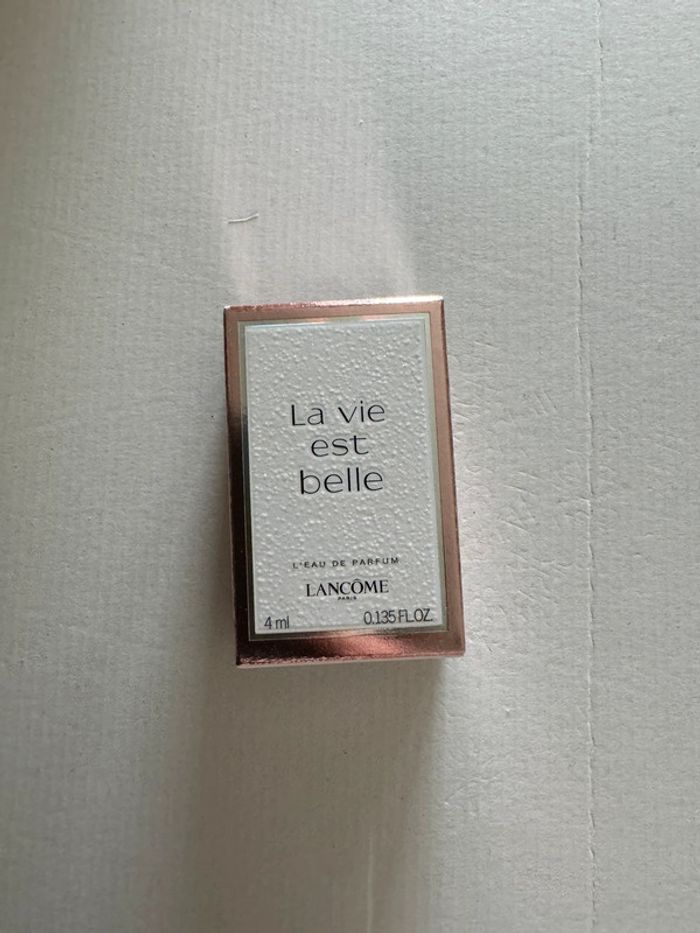 La vie
est
belle
L'EAU DE PARFUM
LANCÔME
PARIS
4 ml 0.135 FL.OZ.